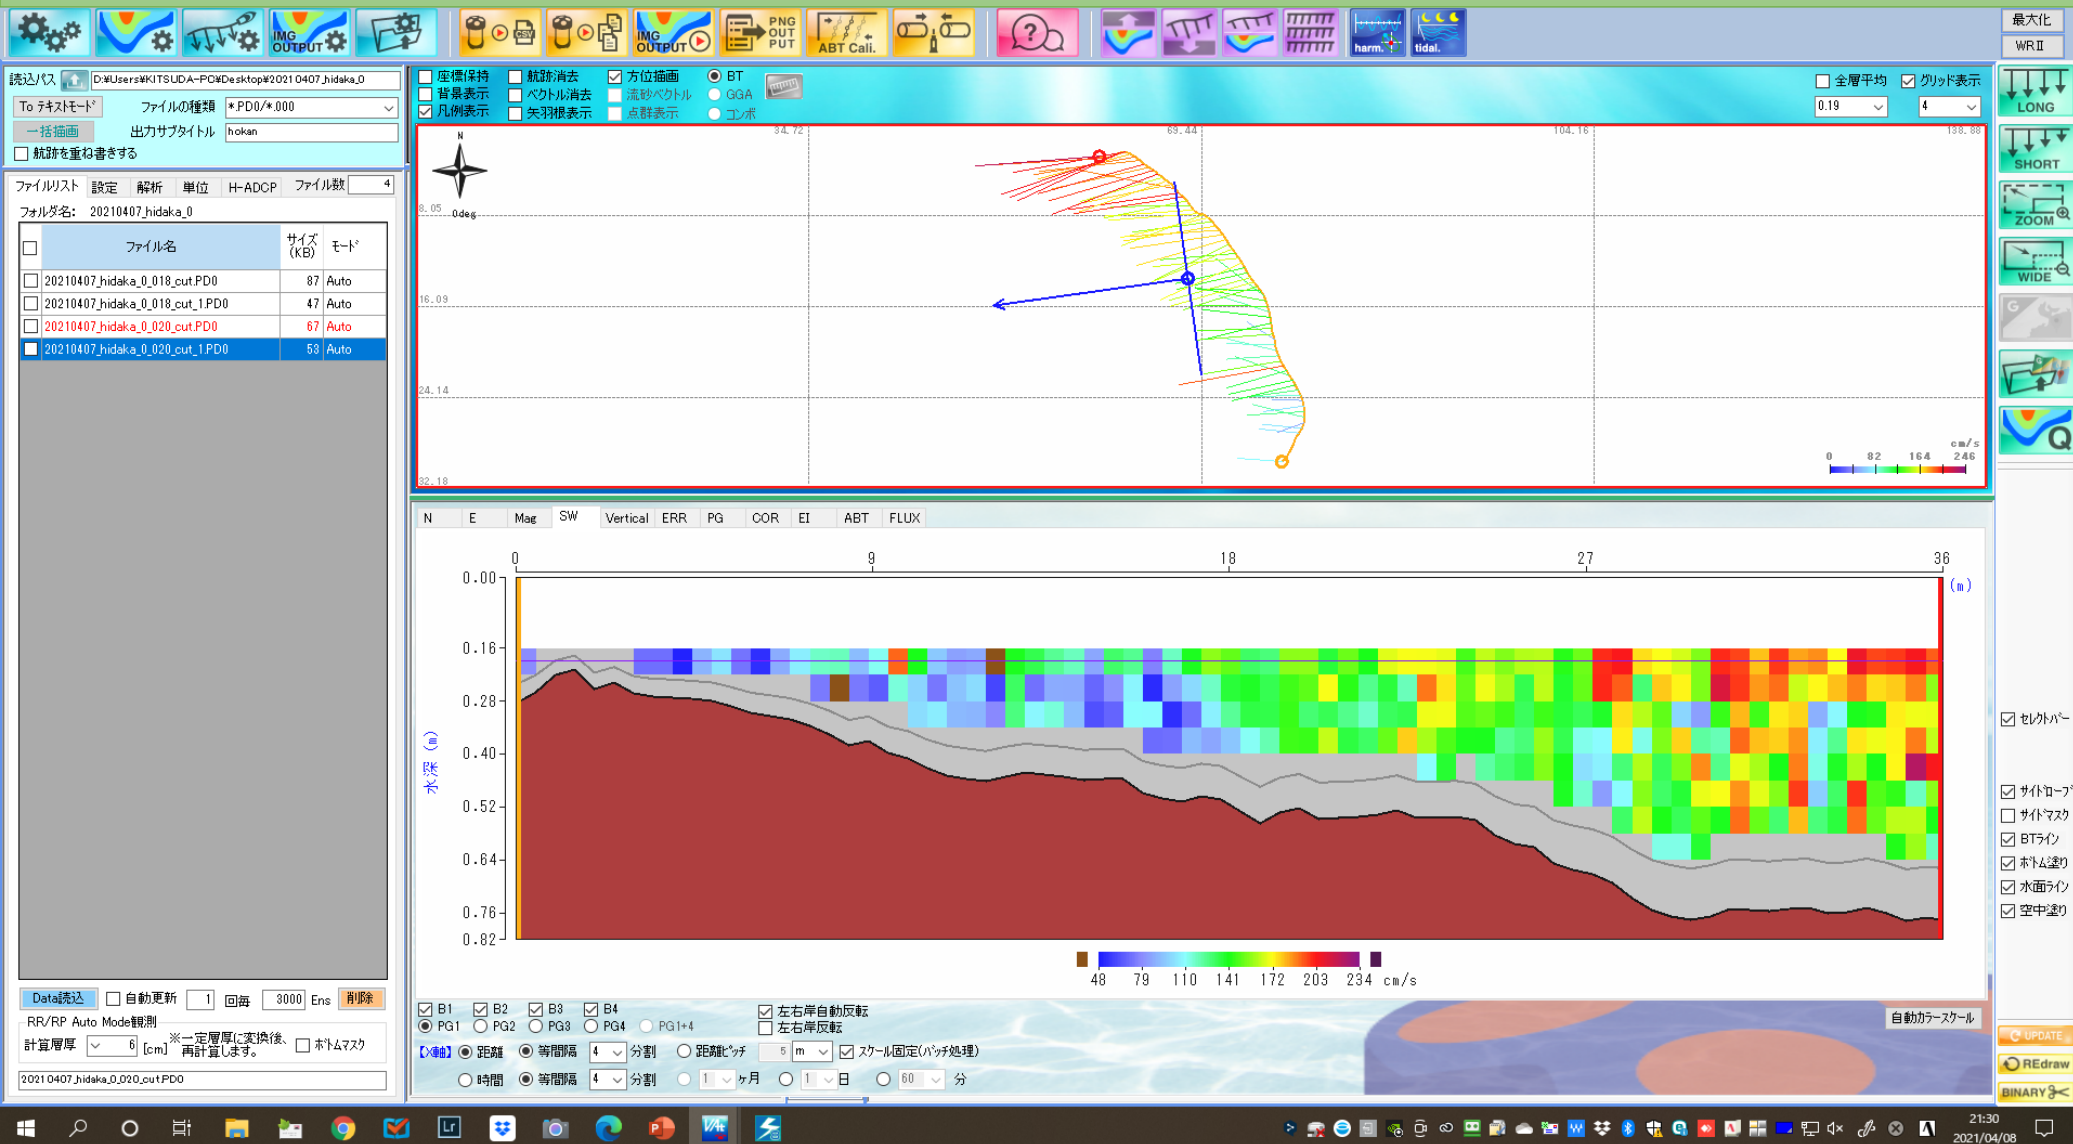 IMG
OUTPUT
CSV
IMG
OUTPUT
PNG
OUT
PUT
ABT Cali.
harm.
tidal.
最大化
WRⅡ
読込パス
D:¥Users¥KITSUDA-PC¥Desktop¥20210407_hidaka_0
To テキストモード
ファイルの種類
*.PD0/*.000
一括描画
出力サブタイトル
hokan
航跡を重ね書きする
ファイルリスト
設定
解析
単位
H-ADCP
ファイル数
4
フォルダ名: 20210407_hidaka_0
ファイル名
サイズ
(KB)
モード
20210407_hidaka_0_018_cut.PD0 87 Auto
20210407_hidaka_0_018_cut_1.PD0 47 Auto
20210407_hidaka_0_020_cut.PD0 67 Auto
20210407_hidaka_0_020_cut_1.PD0 53 Auto
Data読込
自動更新
1
回毎
3000
Ens
削除
RR/RP Auto Mode観測
計算層厚
6
[cm]
※一定層厚に変換後、
再計算します。
ボトムマスク
20210407_hidaka_0_020_cut.PD0
座標保持 航跡消去 方位描画 BT
背景表示 ベクトル消去 流砂ベクトル GGA
凡例表示 矢羽根表示 点群表示 コンポ
全層平均 グリッド表示
0.19
4
34.72 69.44 104.16 138.88
N
0deg
8.05
16.09
24.14
32.18
cm/s
0 82 164 246
N E Mag SW Vertical ERR PG COR EI ABT FLUX
0 9 18 27 36
(m)
0.00
0.16
0.28
0.40
0.52
0.64
0.76
0.82
水深 (m)
48 79 110 141 172 203 234 cm/s
B1 B2 B3 B4
PG1 PG2 PG3 PG4 PG1+4
左右岸自動反転
左右岸反転
自動カラースケール
【X軸】 距離 等間隔 4 分割 距離ピッチ 5 m スケール固定(バッチ処理)
時間 等間隔 4 分割 1 ヶ月 1 日 60 分
LONG
SHORT
ZOOM
WIDE
G
G
Q
セレクトバー
サイドローブ
サイドマスク
BTライン
ボトム塗り
水面ライン
空中塗り
UPDATE
REdraw
BINARY
Lr
21:30
2021/04/08